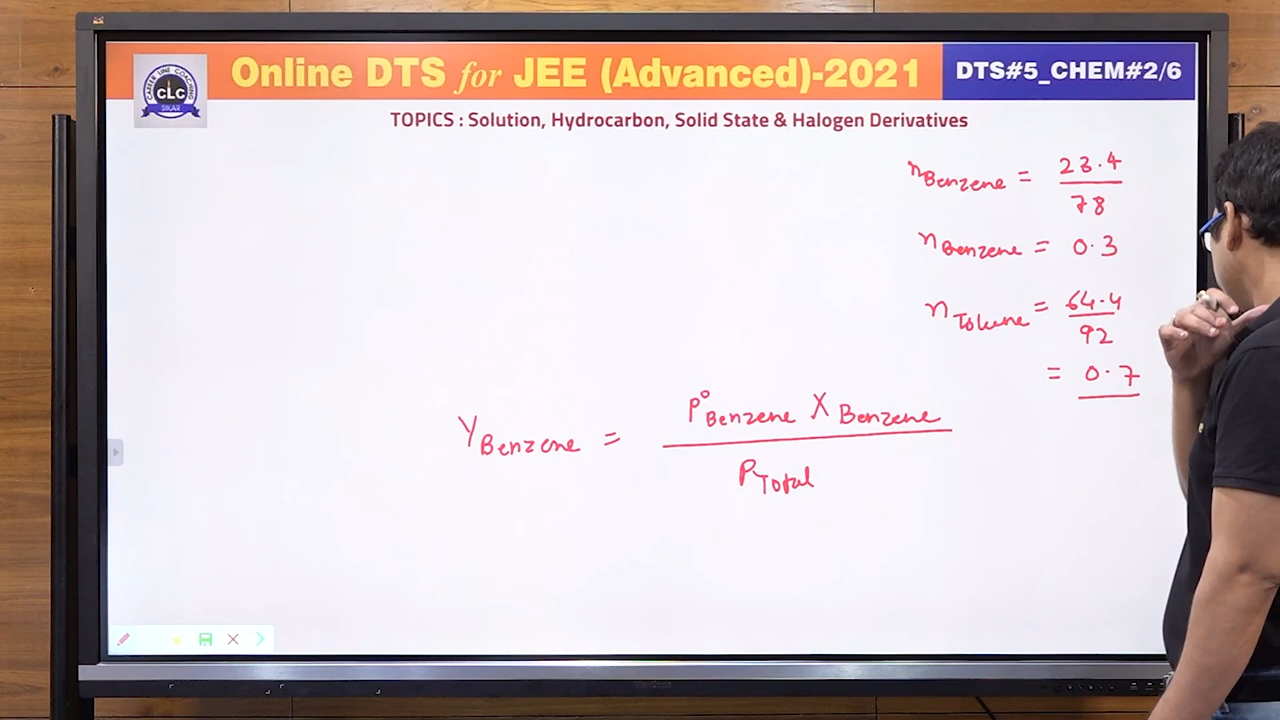 Online DTS for JEE (Advanced)-2021
DTS#5_CHEM#2/6
CAREER LINE COACHING
CLC
SIKAR
TOPICS : Solution, Hydrocarbon, Solid State & Halogen Derivatives
nBenzene = 23.4
78
nBenzene = 0.3
nToluene = 64.4
92
= 0.7
P°Benzene XBenzene
YBenzene =
PTotal